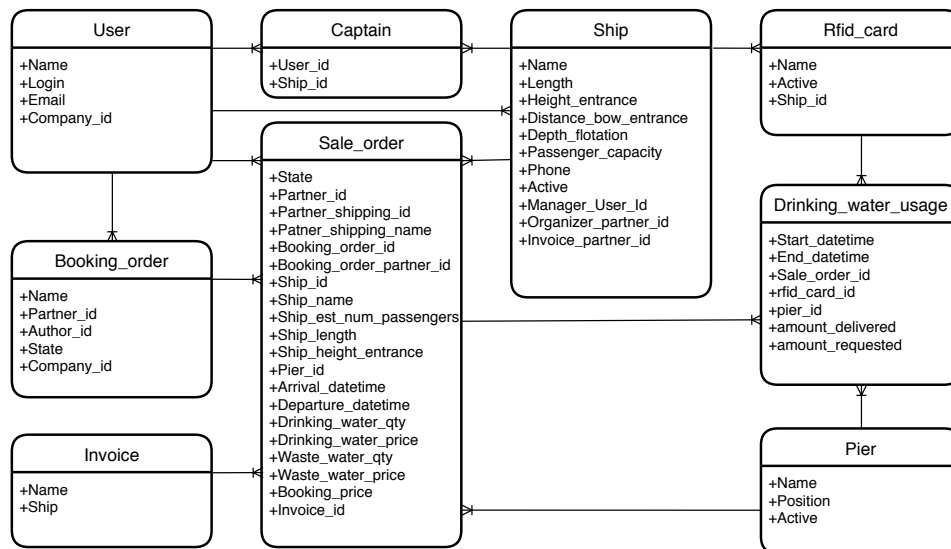 User
+Name
+Login
+Email
+Company_id
Captain
+User_id
+Ship_id
Ship
+Name
+Length
+Height_entrance
+Distance_bow_entrance
+Depth_flotation
+Passenger_capacity
+Phone
+Active
+Manager_User_Id
+Organizer_partner_id
+Invoice_partner_id
Rfid_card
+Name
+Active
+Ship_id
Sale_order
+State
+Partner_id
+Partner_shipping_id
+Patner_shipping_name
+Booking_order_id
+Booking_order_partner_id
+Ship_id
+Ship_name
+Ship_est_num_passengers
+Ship_length
+Ship_height_entrance
+Pier_id
+Arrival_datetime
+Departure_datetime
+Drinking_water_qty
+Drinking_water_price
+Waste_water_qty
+Waste_water_price
+Booking_price
+Invoice_id
Drinking_water_usage
+Start_datetime
+End_datetime
+Sale_order_id
+rfid_card_id
+pier_id
+amount_delivered
+amount_requested
Booking_order
+Name
+Partner_id
+Author_id
+State
+Company_id
Invoice
+Name
+Ship
Pier
+Name
+Position
+Active